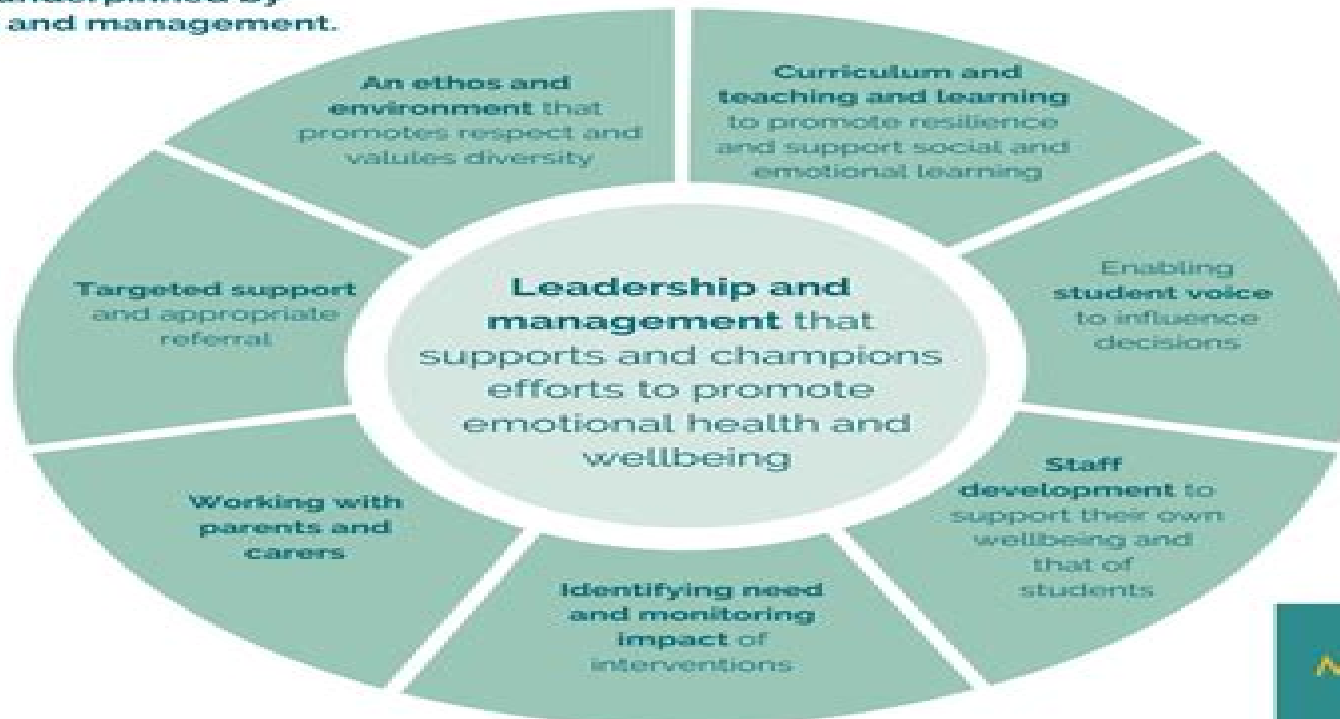 and management.
An ethos and
environment that
promotes respect and
valules diversity
Curriculum and
teaching and learning
to promote resilience
and support social and
emotional learning
Enabling
student voice
to influence
decisions
Staff
development to
support their own
wellbeing and
that of
students
Identifying need
and monitoring
impact of
interventions
Working with
parents and
carers
Targeted support
and appropriate
referral
Leadership and
management that
supports and champions
efforts to promote
emotional health and
wellbeing